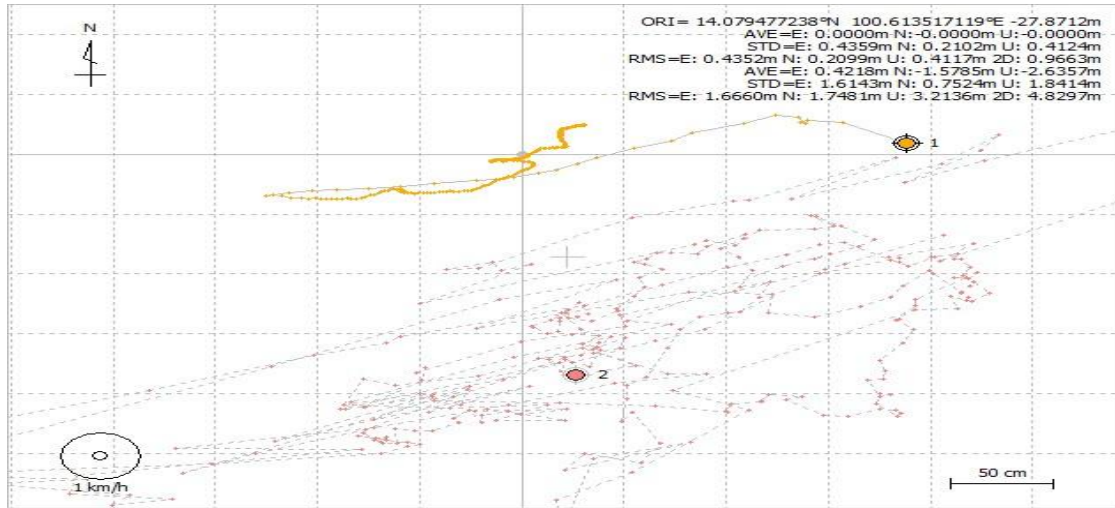 ORI= 14.079477238°N 100.613517119°E -27.8712m
N
AVE=E: 0.0000m N:-0.0000m U:-0.0000m
STD=E: 0.4359m N: 0.2102m U: 0.4124m
RMS=E: 0.4352m N: 0.2099m U: 0.4117m 2D: 0.9663m
AVE=E: 0.4218m N:-1.5785m U:-2.6357m
STD=E: 1.6143m N: 0.7524m U: 1.8414m
RMS=E: 1.6660m N: 1.7481m U: 3.2136m 2D: 4.8297m
1
2
50 cm
1 km/h